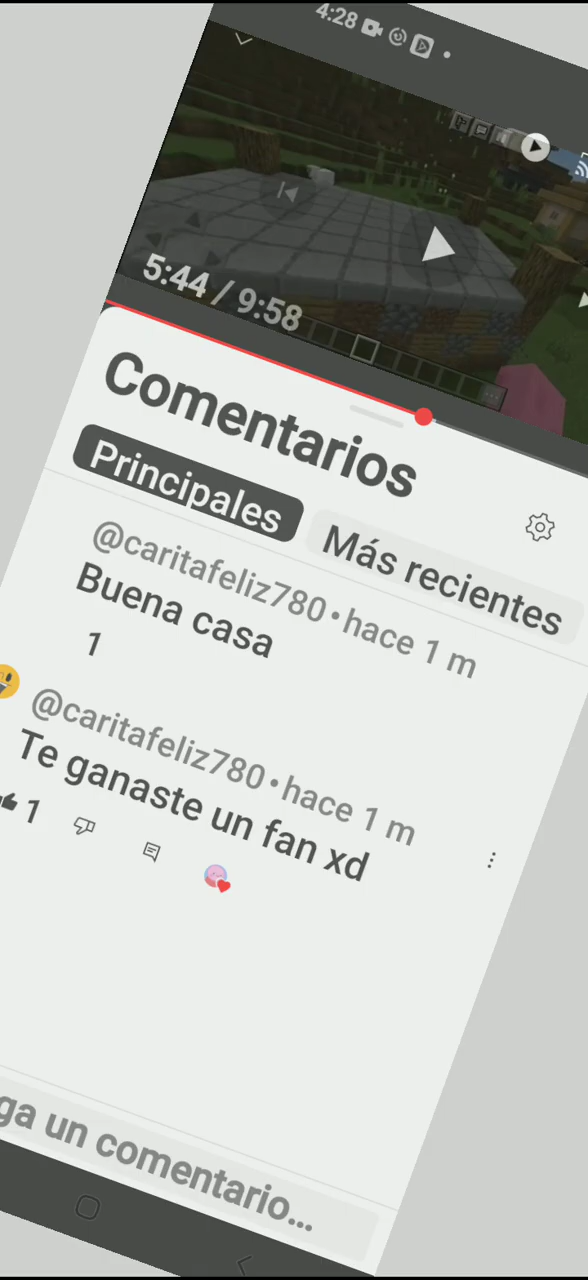 4:28
5:44 / 9:58
Comentarios
Principales
Más recientes
@caritafeliz780 • hace 1 m
Buena casa
1
@caritafeliz780 • hace 1 m
Te ganaste un fan xd
1
ga un comentario...